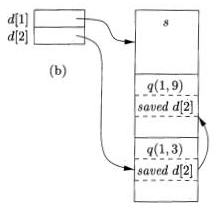 d[1]
d[2]
(b)
s
q(1,9)
saved d[2]
q(1,3)
saved d[2]